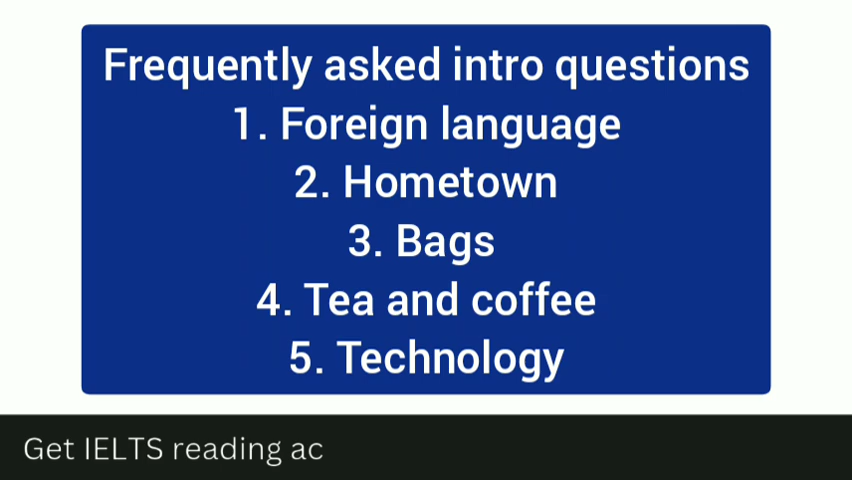 Frequently asked intro questions
1. Foreign language
2. Hometown
3. Bags
4. Tea and coffee
5. Technology
Get IELTS reading ac